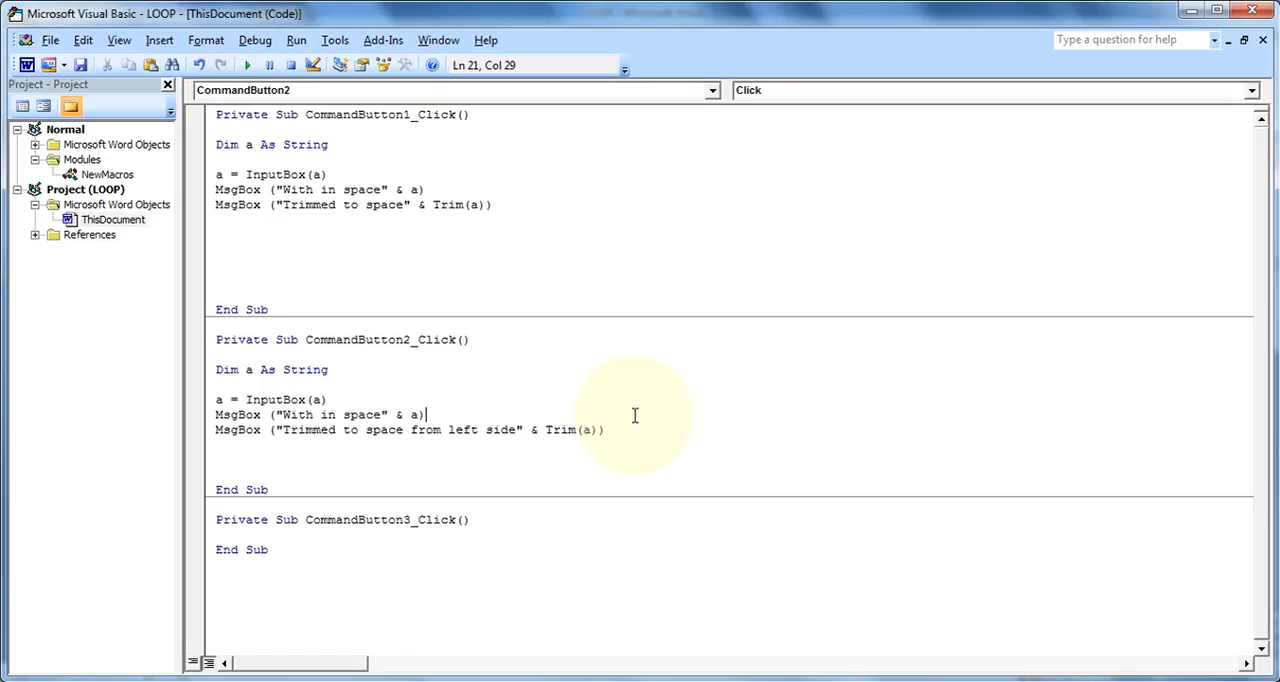 Microsoft Visual Basic - LOOP - [ThisDocument (Code)]
File Edit View Insert Format Debug Run Tools Add-Ins Window Help
Type a question for help
Ln 21, Col 29
Project - Project
CommandButton2
Click
Normal
Microsoft Word Objects
Modules
NewMacros
Project (LOOP)
Microsoft Word Objects
ThisDocument
References
Private Sub CommandButton1_Click()
Dim a As String
a = InputBox(a)
MsgBox ("With in space" & a)
MsgBox ("Trimmed to space" & Trim(a))
End Sub
Private Sub CommandButton2_Click()
Dim a As String
a = InputBox(a)
MsgBox ("With in space" & a)
MsgBox ("Trimmed to space from left side" & Trim(a))
End Sub
Private Sub CommandButton3_Click()
End Sub